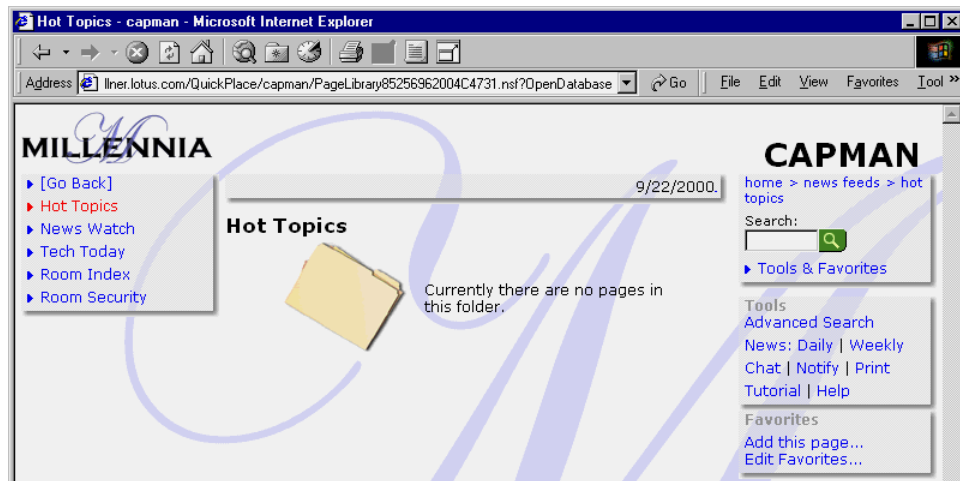 Hot Topics - capman - Microsoft Internet Explorer
Address llner.lotus.com/QuickPlace/capman/PageLibrary85256962004C4731.nsf?OpenDatabase Go File Edit View Favorites Tool »
MILLENNIA
M
CAPMAN
[Go Back]
Hot Topics
News Watch
Tech Today
Room Index
Room Security
9/22/2000.
Hot Topics
Currently there are no pages in
this folder.
home > news feeds > hot
topics
Search:
Tools & Favorites
Tools
Advanced Search
News: Daily | Weekly
Chat | Notify | Print
Tutorial | Help
Favorites
Add this page...
Edit Favorites...